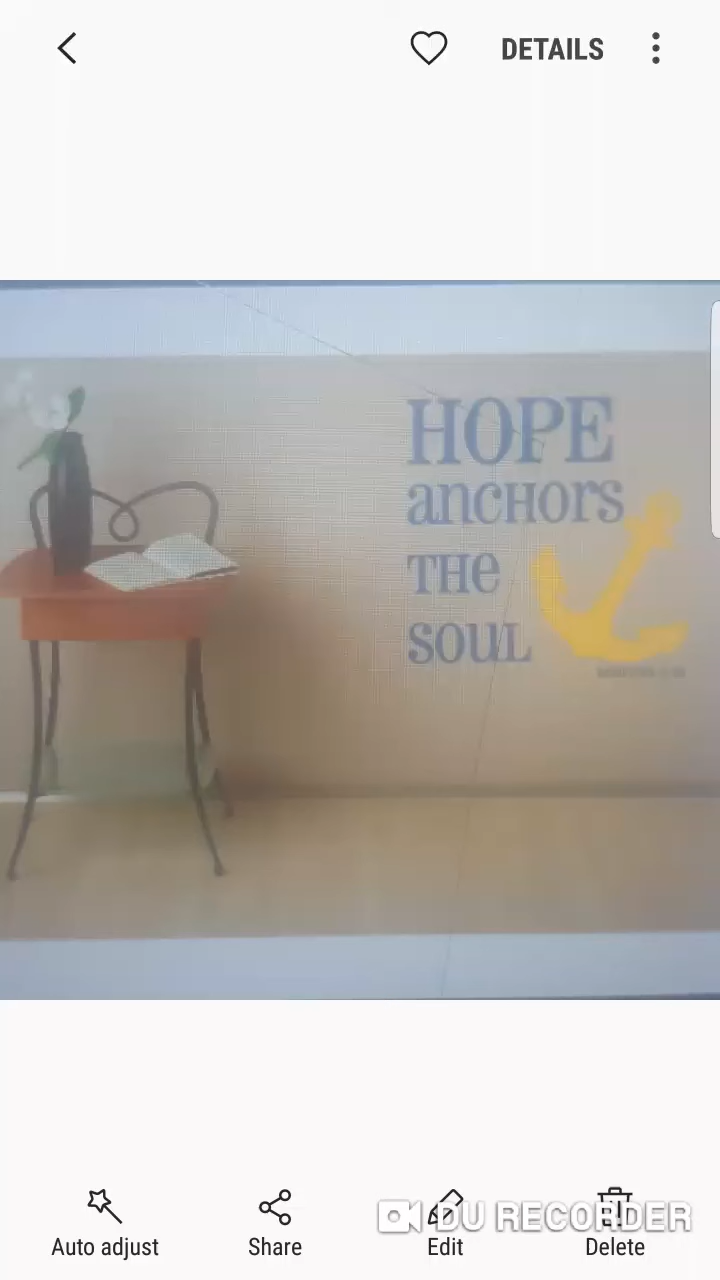 DETAILS
HOPE
ancHORS
THe
SOUL
Auto adjust
Share
Edit
Delete
DU RECORDER